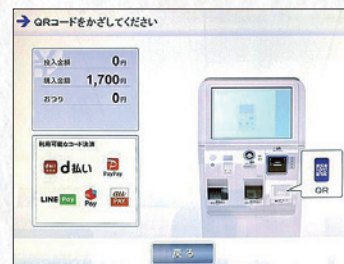 QRコードをかざしてください
投入金額 0円
購入金額 1,700円
おつり 0円
利用可能なコード決済
d払い PayPay
LINE Pay Pay au PAY
QR
戻る